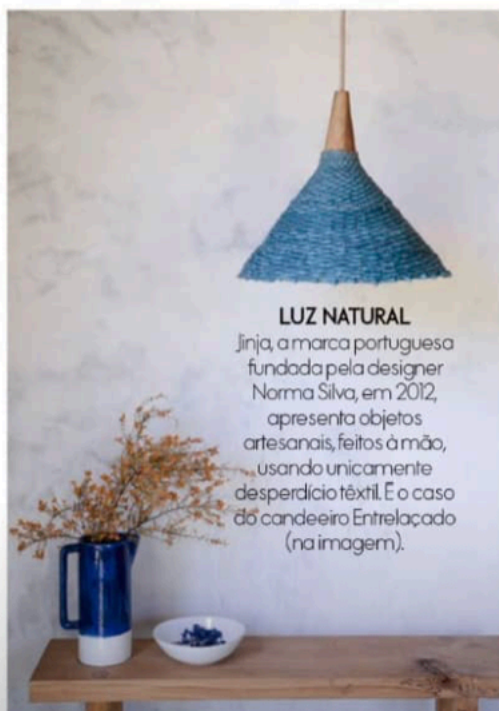 LUZ NATURAL
Jinja, a marca portuguesa
fundada pela designer
Norma Silva, em 2012,
apresenta objetos
artesanais, feitos à mão,
usando unicamente
desperdício têxtil. É o caso
do candeeiro Entrelaçado
(na imagem).